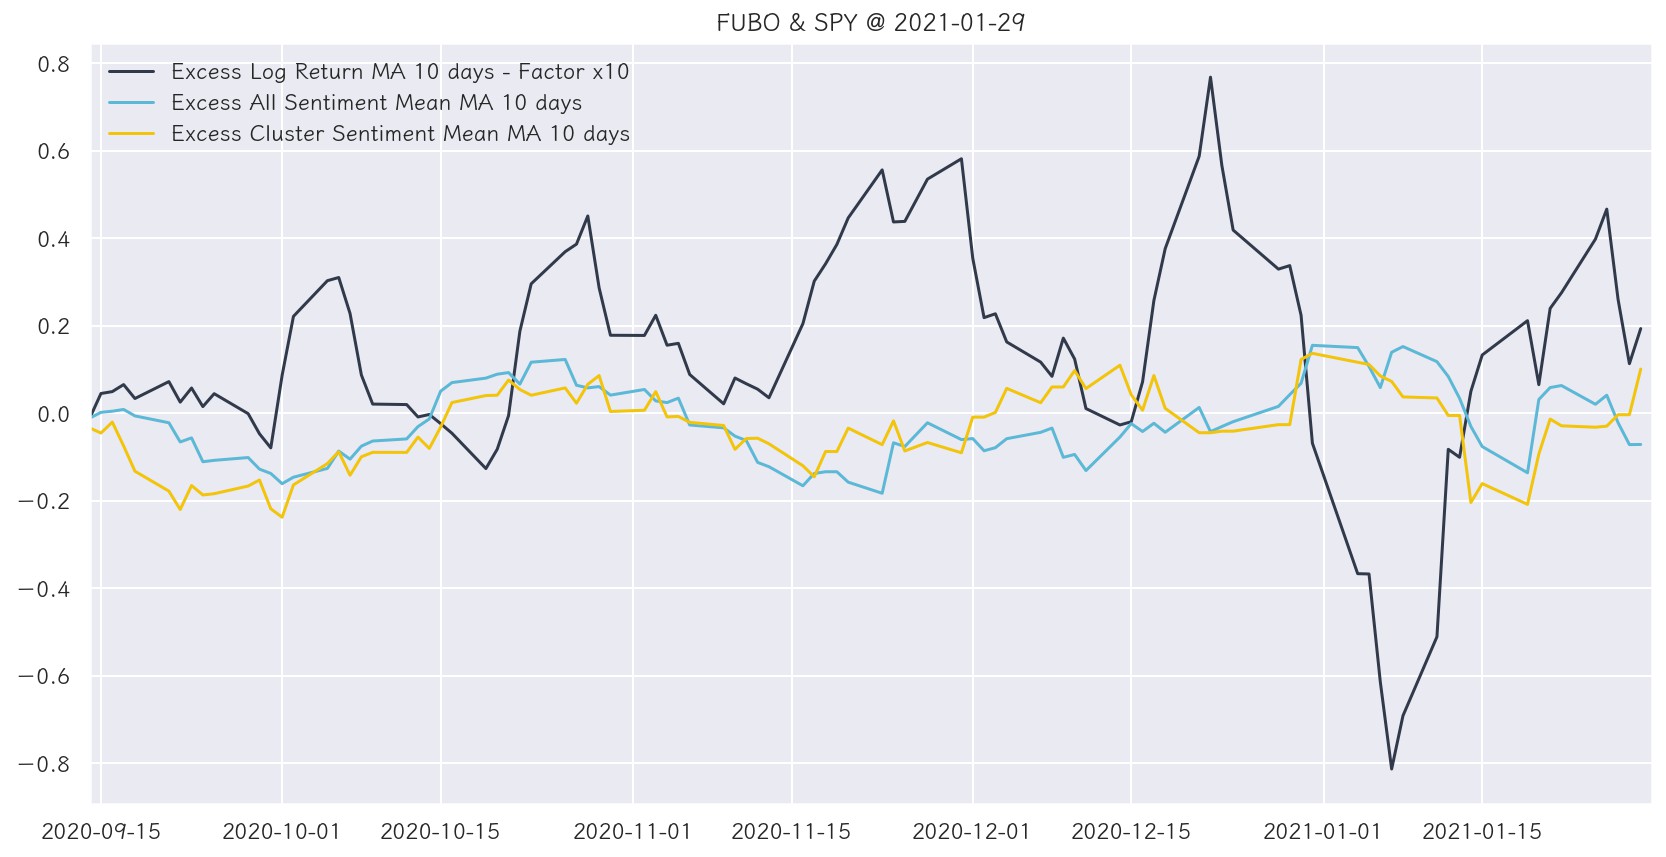 FUBO & SPY @ 2021-01-29
Excess Log Return MA 10 days - Factor x10
Excess All Sentiment Mean MA 10 days
Excess Cluster Sentiment Mean MA 10 days
0.8
0.6
0.4
0.2
0.0
−0.2
−0.4
−0.6
−0.8
2020-09-15 2020-10-01 2020-10-15 2020-11-01 2020-11-15 2020-12-01 2020-12-15 2021-01-01 2021-01-15